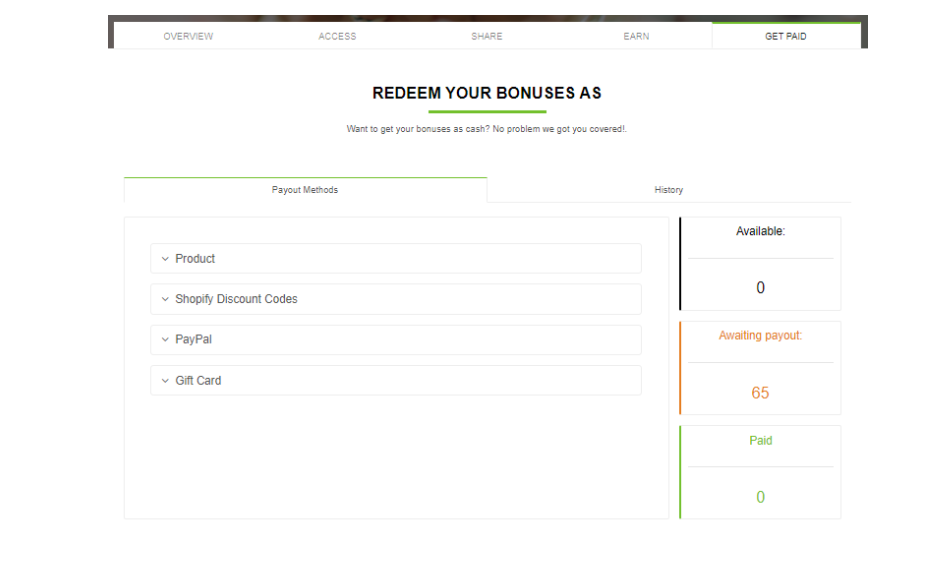 OVERVIEW ACCESS SHARE EARN GET PAID
REDEEM YOUR BONUSES AS
Want to get your bonuses as cash? No problem we got you covered!.
Payout Methods History
Product
Shopify Discount Codes
PayPal
Gift Card
Available:
0
Awaiting payout:
65
Paid
0